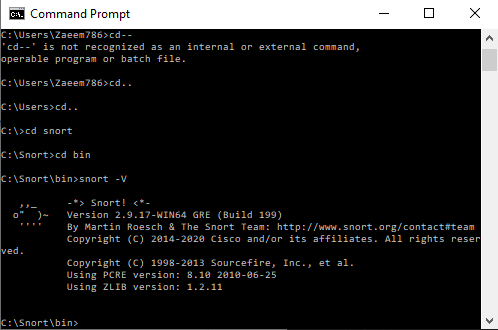 Command Prompt
C:\Users\Zaeem786>cd--
'cd--' is not recognized as an internal or external command,
operable program or batch file.
C:\Users\Zaeem786>cd..
C:\Users>cd..
C:\>cd snort
C:\Snort>cd bin
C:\Snort\bin>snort -V
,,_ -*> Snort! <*-
o"  )~ Version 2.9.17-WIN64 GRE (Build 199)
'''' By Martin Roesch & The Snort Team: http://www.snort.org/contact#team
Copyright (C) 2014-2020 Cisco and/or its affiliates. All rights reser
ved.
Copyright (C) 1998-2013 Sourcefire, Inc., et al.
Using PCRE version: 8.10 2010-06-25
Using ZLIB version: 1.2.11
C:\Snort\bin>